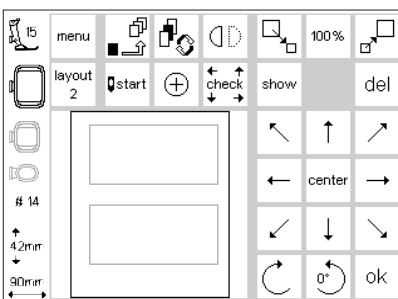 15
menu
100%
layout
2
start
check
show
del
center
# 14
42mm
90mm
0°
ok